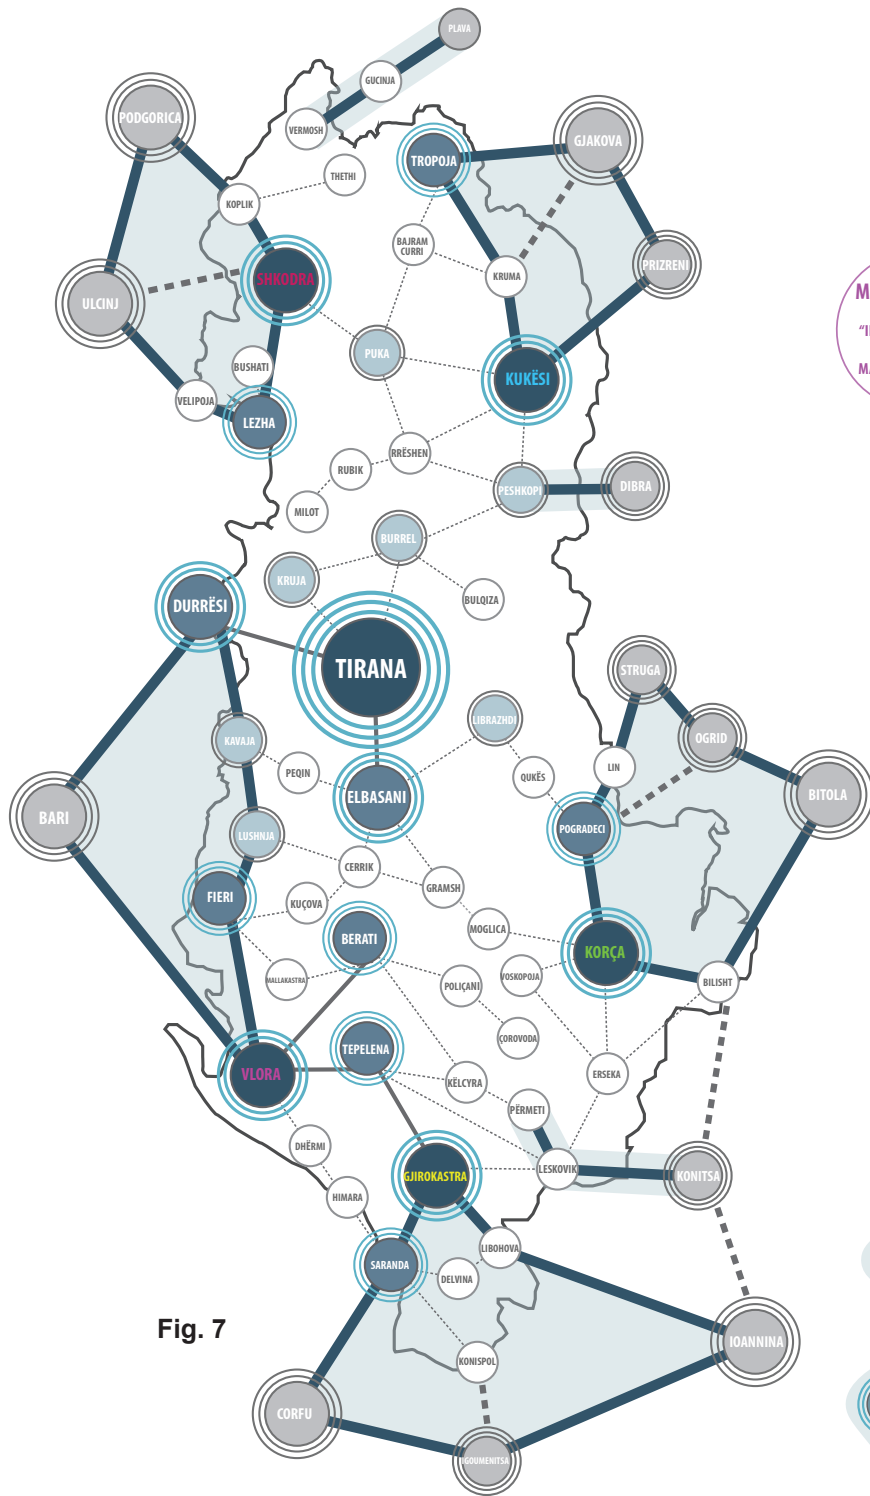 PLAVA
GUCINJA
VERMOSH
PODGORICA
GJAKOVA
TROPOJA
THETHI
KOPLIK
BAJRAM
CURRI
PRIZRENI
KRUMA
SHKODRA
ULCINJ
M
"II
MA
PUKA
BUSHATI
KUKËSI
VELIPOJA
LEZHA
RRËSHEN
RUBIK
PESHKOPI
DIBRA
MILOT
BURREL
KRUJA
BULQIZA
DURRËSI
TIRANA
STRUGA
LIBRAZHDI
OGRID
KAVAJA
LIN
PEQIN
QUKËS
ELBASANI
BITOLA
BARI
POGRADECI
LUSHNJA
CERRIK
GRAMSH
FIERI
KUÇOVA
MOGLICA
BERATI
KORÇA
MALLAKASTRA
POLIÇANI
VOSKOPOJA
BILISHT
ÇOROVODA
TEPELENA
VLORA
KËLCYRA
ERSEKA
PËRMETI
DHËRMI
LESKOVIK
GJIROKASTRA
KONITSA
HIMARA
LIBOHOVA
SARANDA
DELVINA
Fig. 7
IOANNINA
KONISPOL
CORFU
IGOUMENITSA